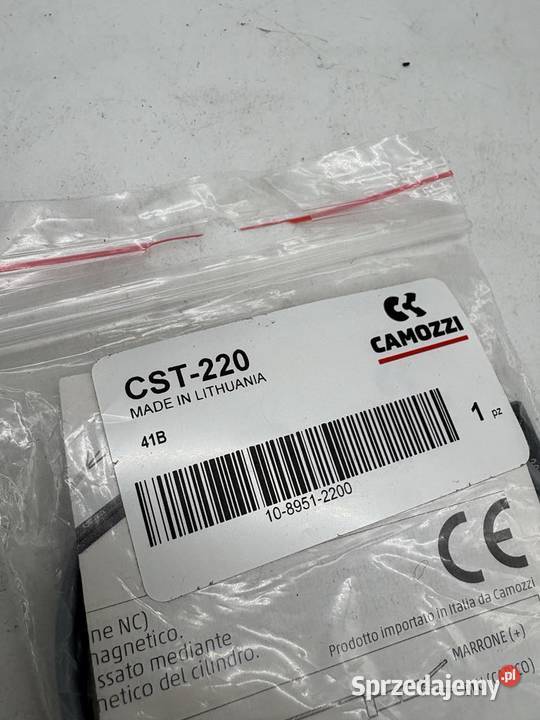 CAMOZZI
CST-220
MADE IN LITHUANIA
41B
1 pz
10-8951-2200
CE
ne NC)
magnetico.
ssato mediante
netico del cilindro.
Prodotto importato in Italia da Camozzi
MARRONE (+)
Sprzedajemy.pl